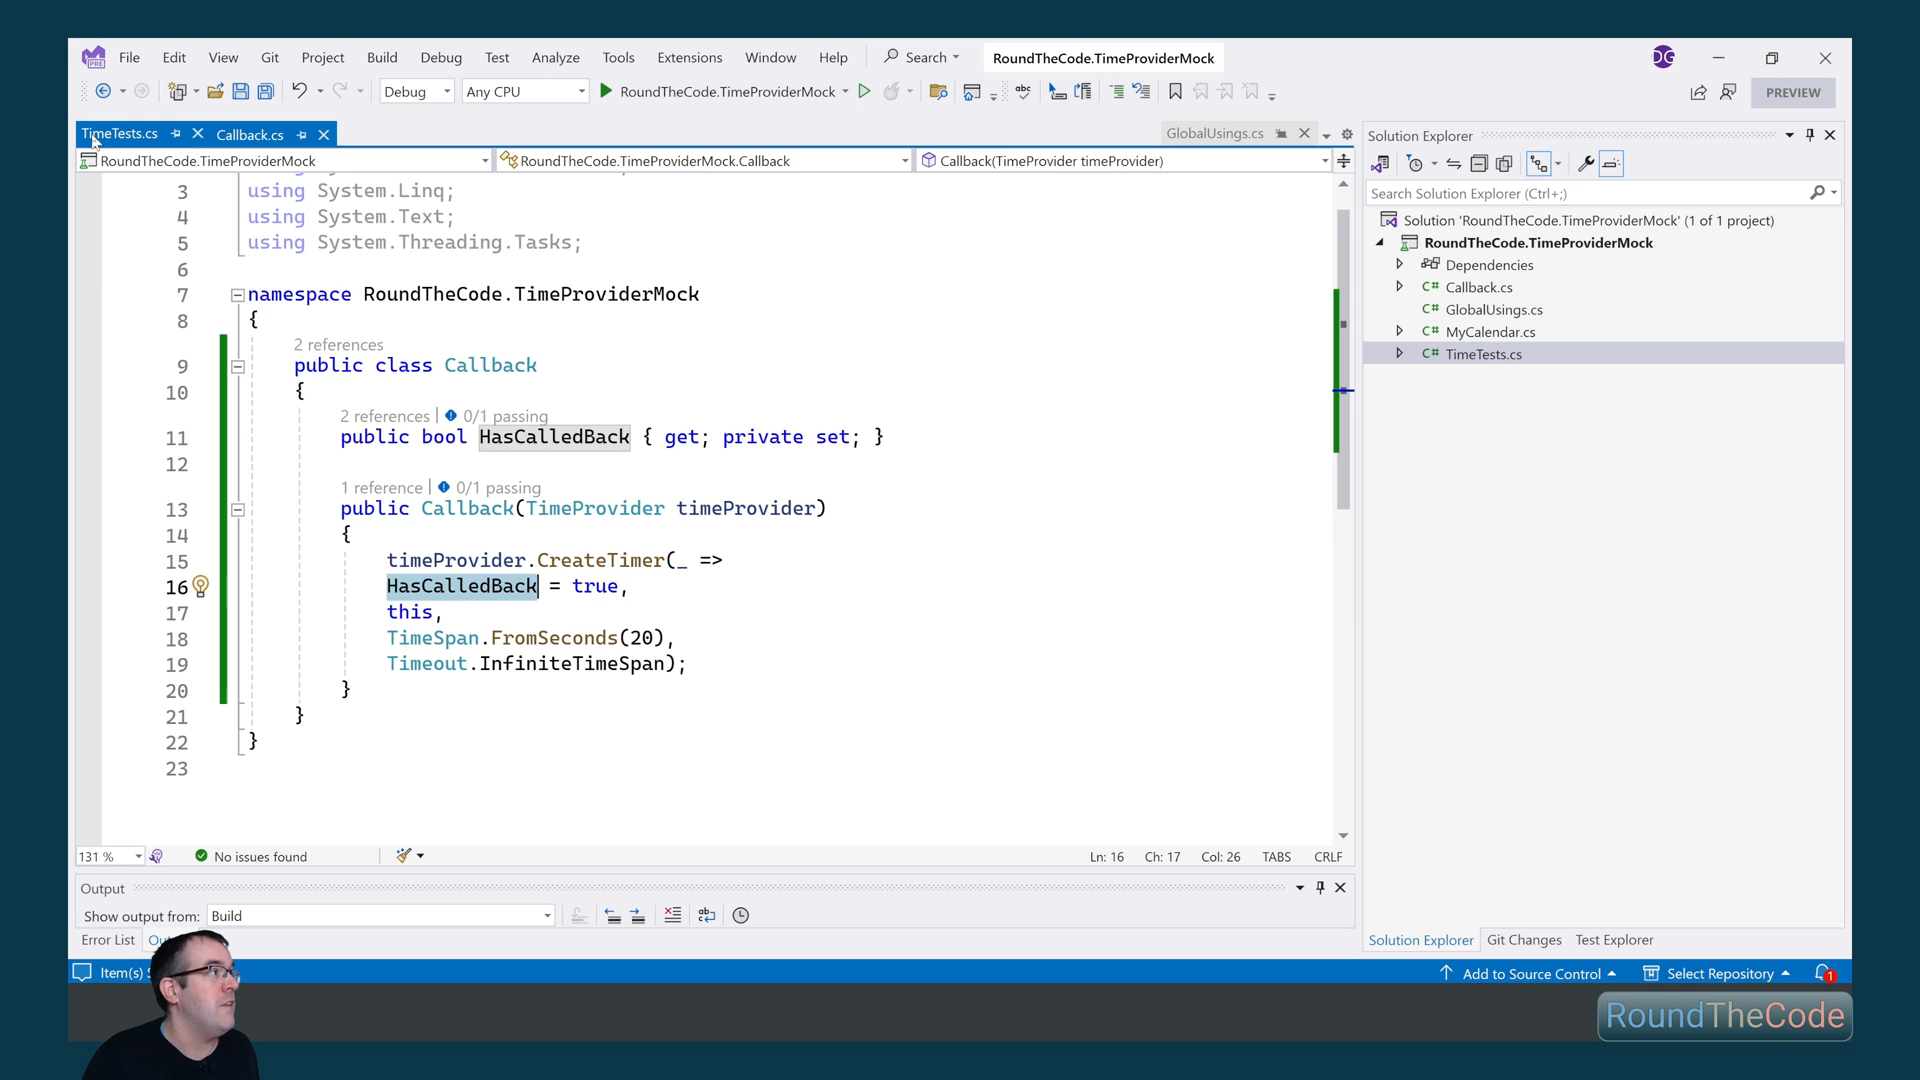 File Edit View Git Project Build Debug Test Analyze Tools Extensions Window Help Search RoundTheCode.TimeProviderMock DG
Debug Any CPU RoundTheCode.TimeProviderMock PREVIEW
TimeTests.cs Callback.cs GlobalUsings.cs
RoundTheCode.TimeProviderMock RoundTheCode.TimeProviderMock.Callback Callback(TimeProvider timeProvider)
3 using System.Linq;
4 using System.Text;
5 using System.Threading.Tasks;
6
7 namespace RoundTheCode.TimeProviderMock
8 {
2 references
9 public class Callback
10 {
2 references | 0/1 passing
11 public bool HasCalledBack { get; private set; }
12
1 reference | 0/1 passing
13 public Callback(TimeProvider timeProvider)
14 {
15 timeProvider.CreateTimer(_ =>
16 HasCalledBack = true,
17 this,
18 TimeSpan.FromSeconds(20),
19 Timeout.InfiniteTimeSpan);
20 }
21 }
22 }
23
131 % No issues found Ln: 16 Ch: 17 Col: 26 TABS CRLF
Output
Show output from: Build
Error List
Solution Explorer
Search Solution Explorer (Ctrl+;)
Solution 'RoundTheCode.TimeProviderMock' (1 of 1 project)
RoundTheCode.TimeProviderMock
Dependencies
C# Callback.cs
C# GlobalUsings.cs
C# MyCalendar.cs
C# TimeTests.cs
Solution Explorer Git Changes Test Explorer
Item(s) Add to Source Control Select Repository 1
RoundTheCode